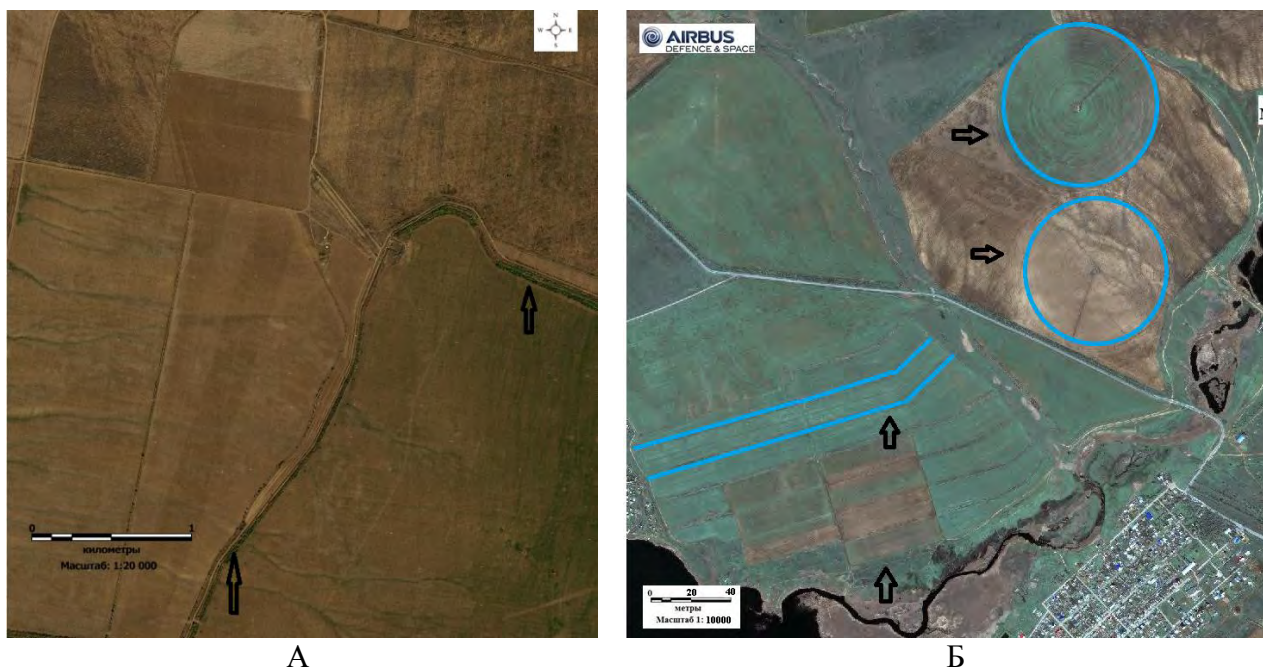 N
W E
S
AIRBUS
DEFENCE & SPACE
0 1
километры
Масштаб: 1:20 000
0 20 40
метры
Масштаб 1: 10000
А
Б